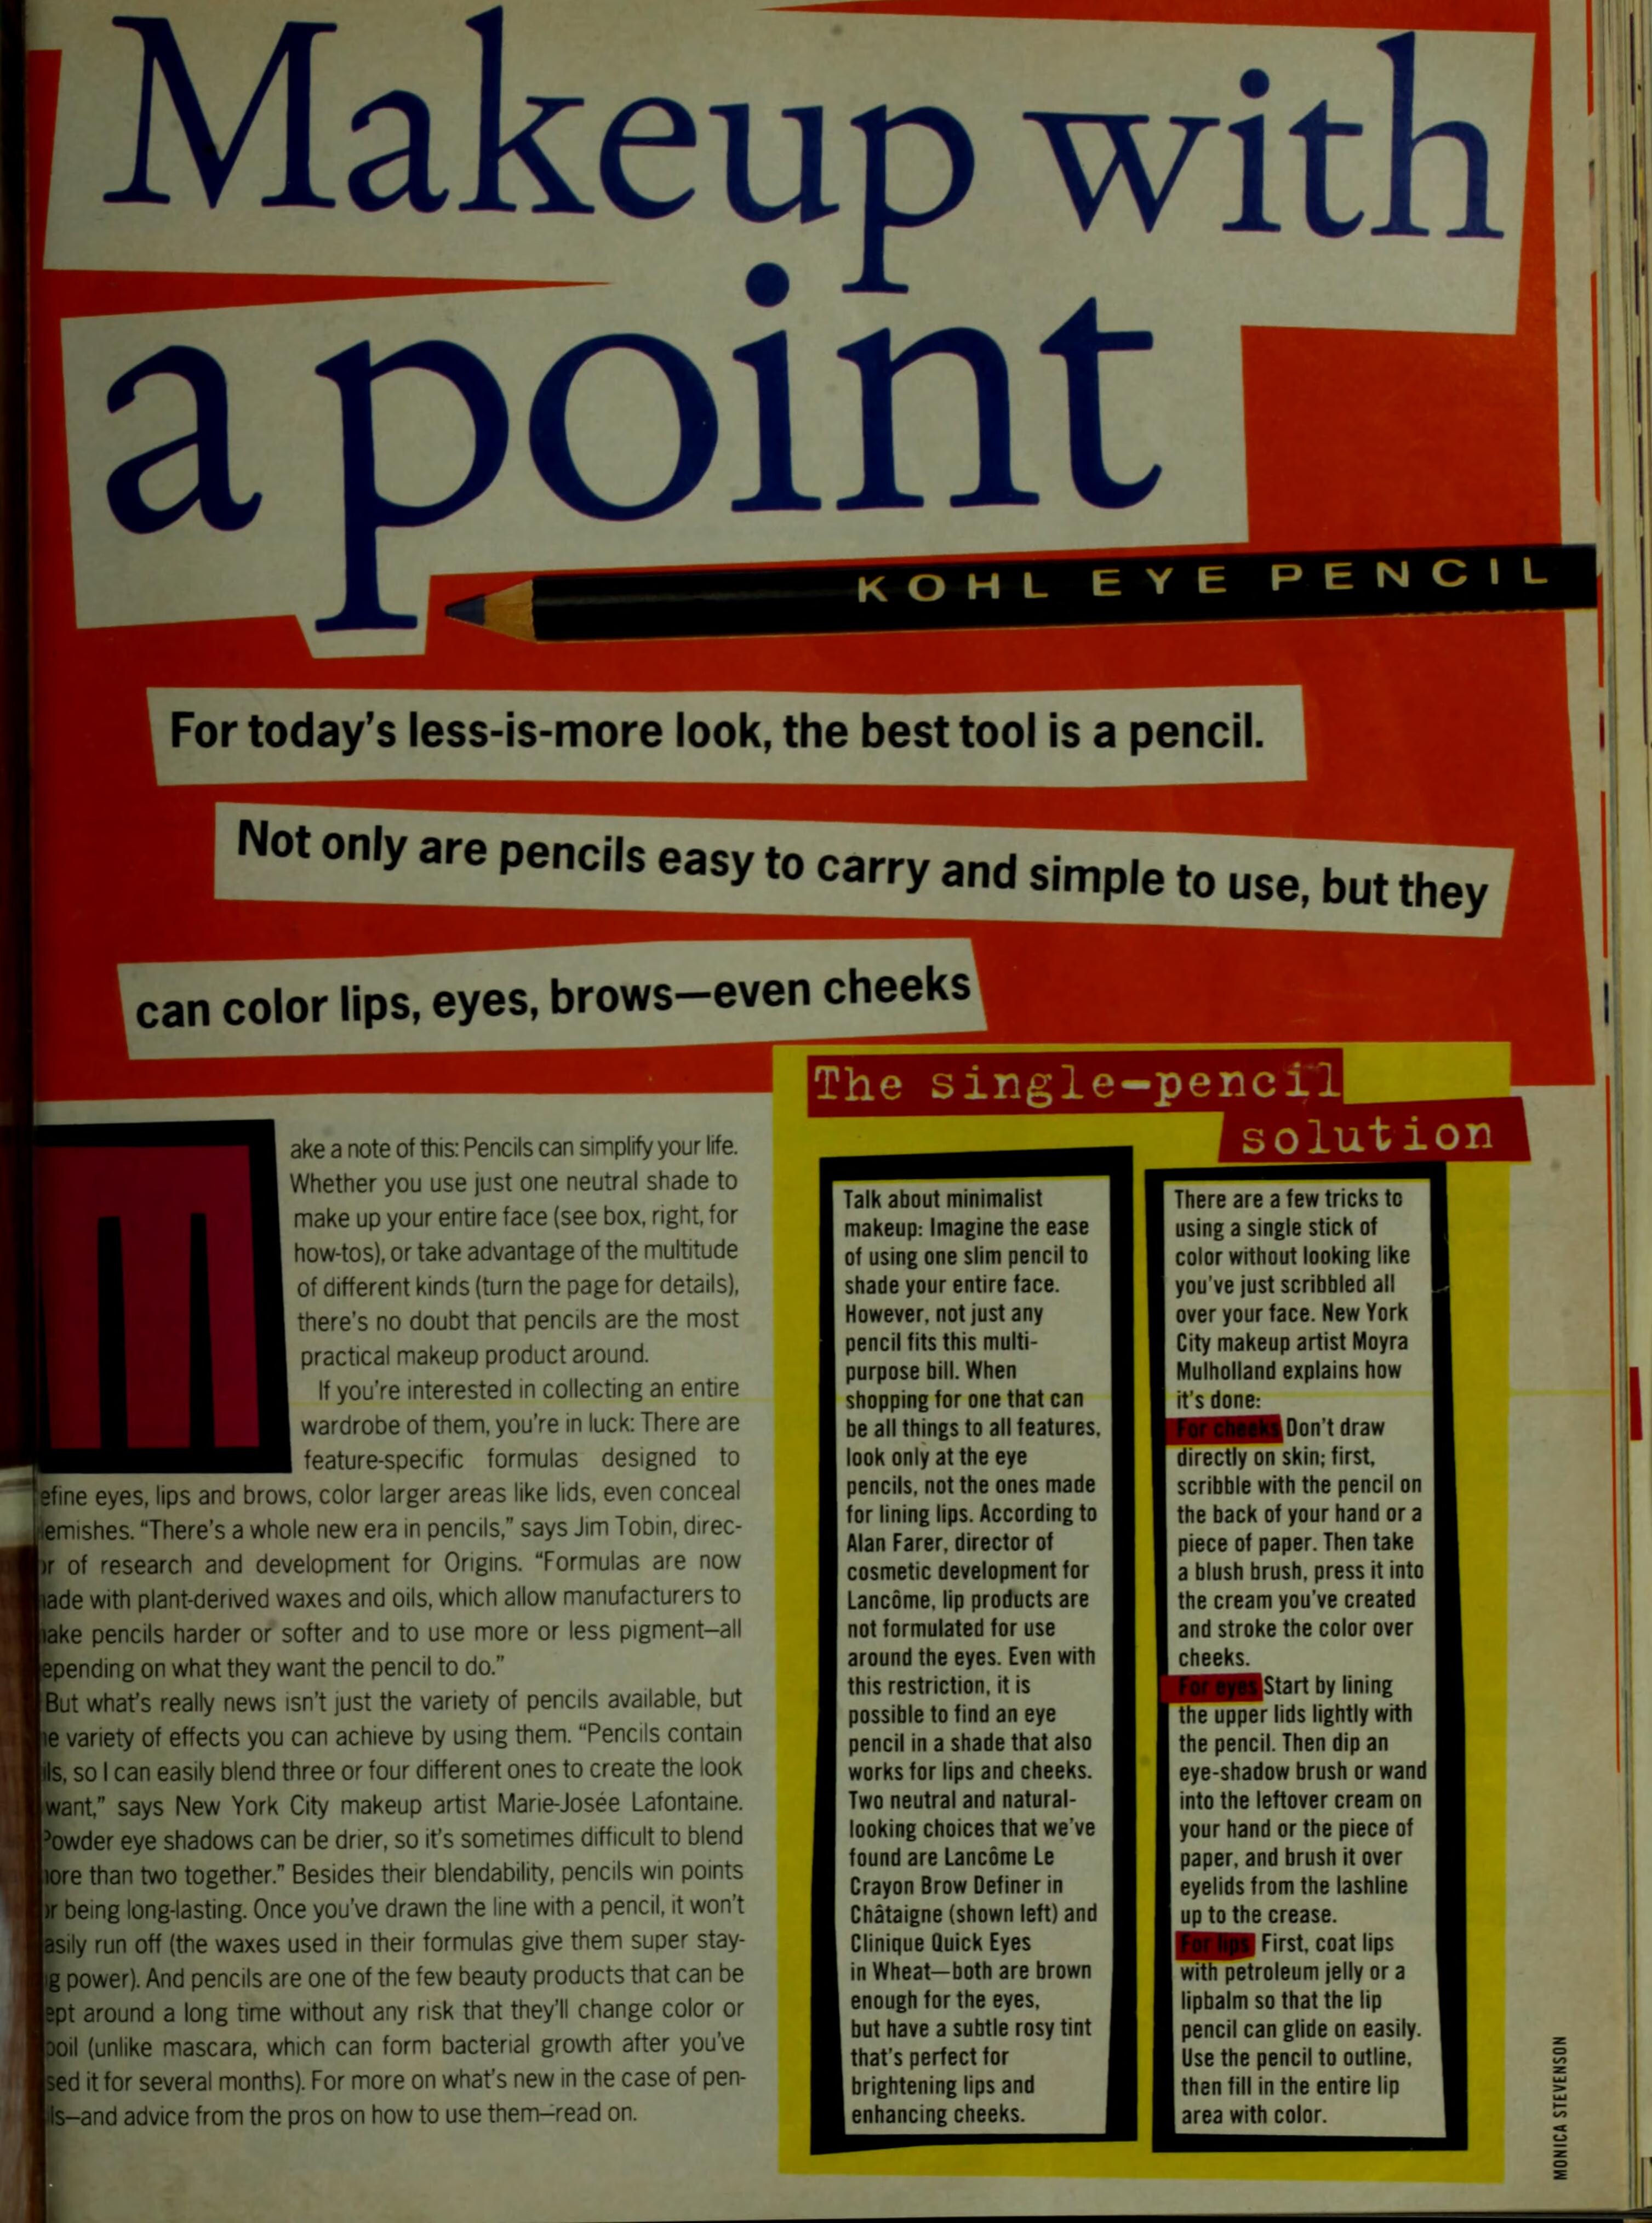 Makeup with
a point
KOHL EYE PENCIL
For today's less-is-more look, the best tool is a pencil.
Not only are pencils easy to carry and simple to use, but they
can color lips, eyes, brows—even cheeks
M
ake a note of this: Pencils can simplify your life.
Whether you use just one neutral shade to
make up your entire face (see box, right, for
how-tos), or take advantage of the multitude
of different kinds (turn the page for details),
there's no doubt that pencils are the most
practical makeup product around.
If you're interested in collecting an entire
wardrobe of them, you're in luck: There are
feature-specific formulas designed to
efine eyes, lips and brows, color larger areas like lids, even conceal
emishes. “There's a whole new era in pencils,” says Jim Tobin, direc-
r of research and development for Origins. “Formulas are now
ade with plant-derived waxes and oils, which allow manufacturers to
ake pencils harder or softer and to use more or less pigment—all
epending on what they want the pencil to do.”
But what's really news isn't just the variety of pencils available, but
e variety of effects you can achieve by using them. “Pencils contain
ils, so I can easily blend three or four different ones to create the look
want,” says New York City makeup artist Marie-Josée Lafontaine.
Powder eye shadows can be drier, so it's sometimes difficult to blend
ore than two together.” Besides their blendability, pencils win points
r being long-lasting. Once you've drawn the line with a pencil, it won't
asily run off (the waxes used in their formulas give them super stay-
g power). And pencils are one of the few beauty products that can be
ept around a long time without any risk that they'll change color or
poil (unlike mascara, which can form bacterial growth after you've
sed it for several months). For more on what's new in the case of pen-
ls—and advice from the pros on how to use them—read on.
The single-pencil
solution
Talk about minimalist
makeup: Imagine the ease
of using one slim pencil to
shade your entire face.
However, not just any
pencil fits this multi-
purpose bill. When
shopping for one that can
be all things to all features,
look only at the eye
pencils, not the ones made
for lining lips. According to
Alan Farer, director of
cosmetic development for
Lancôme, lip products are
not formulated for use
around the eyes. Even with
this restriction, it is
possible to find an eye
pencil in a shade that also
works for lips and cheeks.
Two neutral and natural-
looking choices that we've
found are Lancôme Le
Crayon Brow Definer in
Châtaigne (shown left) and
Clinique Quick Eyes
in Wheat—both are brown
enough for the eyes,
but have a subtle rosy tint
that's perfect for
brightening lips and
enhancing cheeks.
There are a few tricks to
using a single stick of
color without looking like
you've just scribbled all
over your face. New York
City makeup artist Moyra
Mulholland explains how
it's done:
For cheeks Don't draw
directly on skin; first,
scribble with the pencil on
the back of your hand or a
piece of paper. Then take
a blush brush, press it into
the cream you've created
and stroke the color over
cheeks.
For eyes Start by lining
the upper lids lightly with
the pencil. Then dip an
eye-shadow brush or wand
into the leftover cream on
your hand or the piece of
paper, and brush it over
eyelids from the lashline
up to the crease.
For lips First, coat lips
with petroleum jelly or a
lipbalm so that the lip
pencil can glide on easily.
Use the pencil to outline,
then fill in the entire lip
area with color.
MONICA STEVENSON